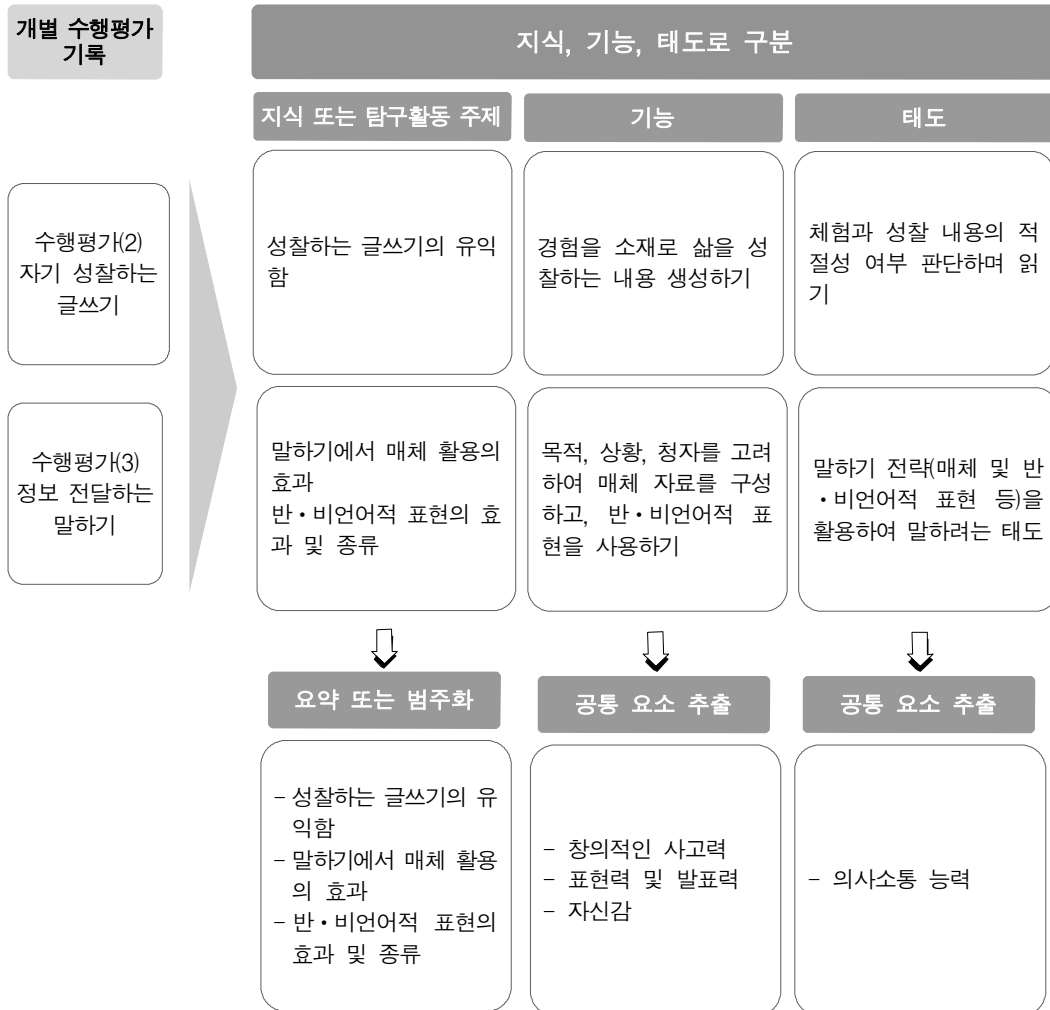 개별 수행평가
기록
지식, 기능, 태도로 구분
지식 또는 탐구활동 주제
기능
태도
수행평가(2)
자기 성찰하는
글쓰기
성찰하는 글쓰기의 유익
함
경험을 소재로 삶을 성
찰하는 내용 생성하기
체험과 성찰 내용의 적
절성 여부 판단하며 읽
기
수행평가(3)
정보 전달하는
말하기
말하기에서 매체 활용의
효과
반・비언어적 표현의 효
과 및 종류
목적, 상황, 청자를 고려
하여 매체 자료를 구성
하고, 반・비언어적 표
현을 사용하기
말하기 전략(매체 및 반
・비언어적 표현 등)을
활용하여 말하려는 태도
요약 또는 범주화
공통 요소 추출
공통 요소 추출
- 성찰하는 글쓰기의 유
익함
- 말하기에서 매체 활용
의 효과
- 반・비언어적 표현의
효과 및 종류
- 창의적인 사고력
- 표현력 및 발표력
- 자신감
- 의사소통 능력